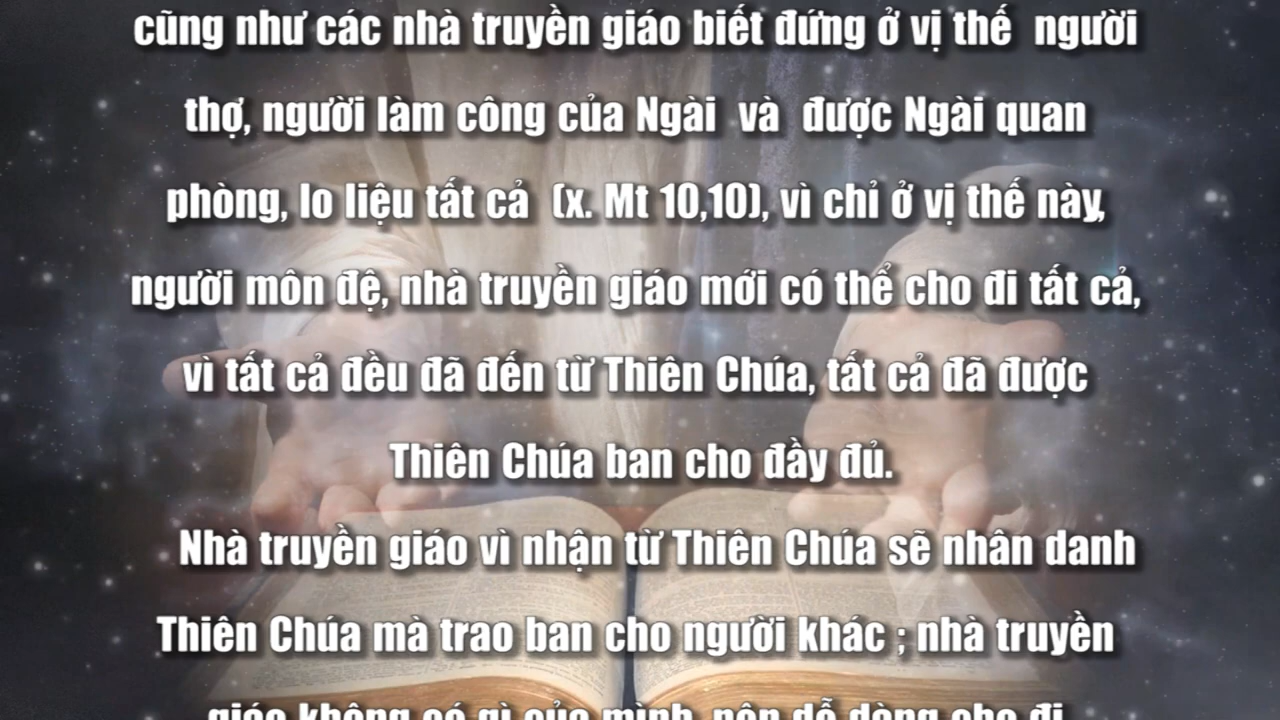 cũng như các nhà truyền giáo biết đứng ở vị thế người
thợ, người làm công của Ngài và được Ngài quan
phòng, lo liệu tất cả (x. Mt 10,10), vì chỉ ở vị thế này,
người môn đệ, nhà truyền giáo mới có thể cho đi tất cả,
vì tất cả đều đã đến từ Thiên Chúa, tất cả đã được
Thiên Chúa ban cho đầy đủ.
Nhà truyền giáo vì nhận từ Thiên Chúa sẽ nhân danh
Thiên Chúa mà trao ban cho người khác ; nhà truyền
giáo không có gì của mình, nên dễ dàng cho đi